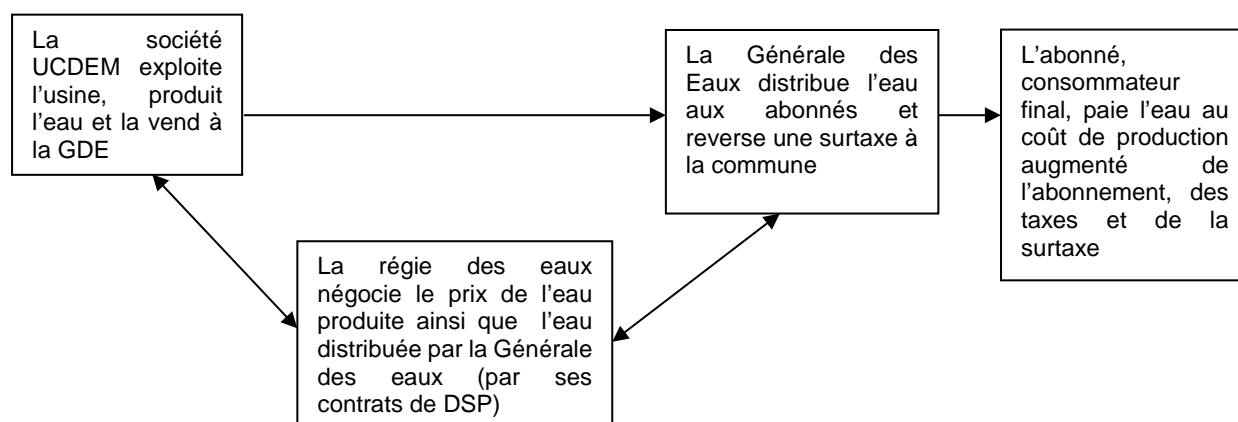 La société
UCDEM exploite
l'usine, produit
l'eau et la vend à
la GDE
La Générale des
Eaux distribue l'eau
aux abonnés et
reverse une surtaxe à
la commune
L'abonné,
consommateur
final, paie l'eau au
coût de production
augmenté de
l'abonnement, des
taxes et de la
surtaxe
La régie des eaux
négocie le prix de l'eau
produite ainsi que l'eau
distribuée par la Générale
des eaux (par ses
contrats de DSP)